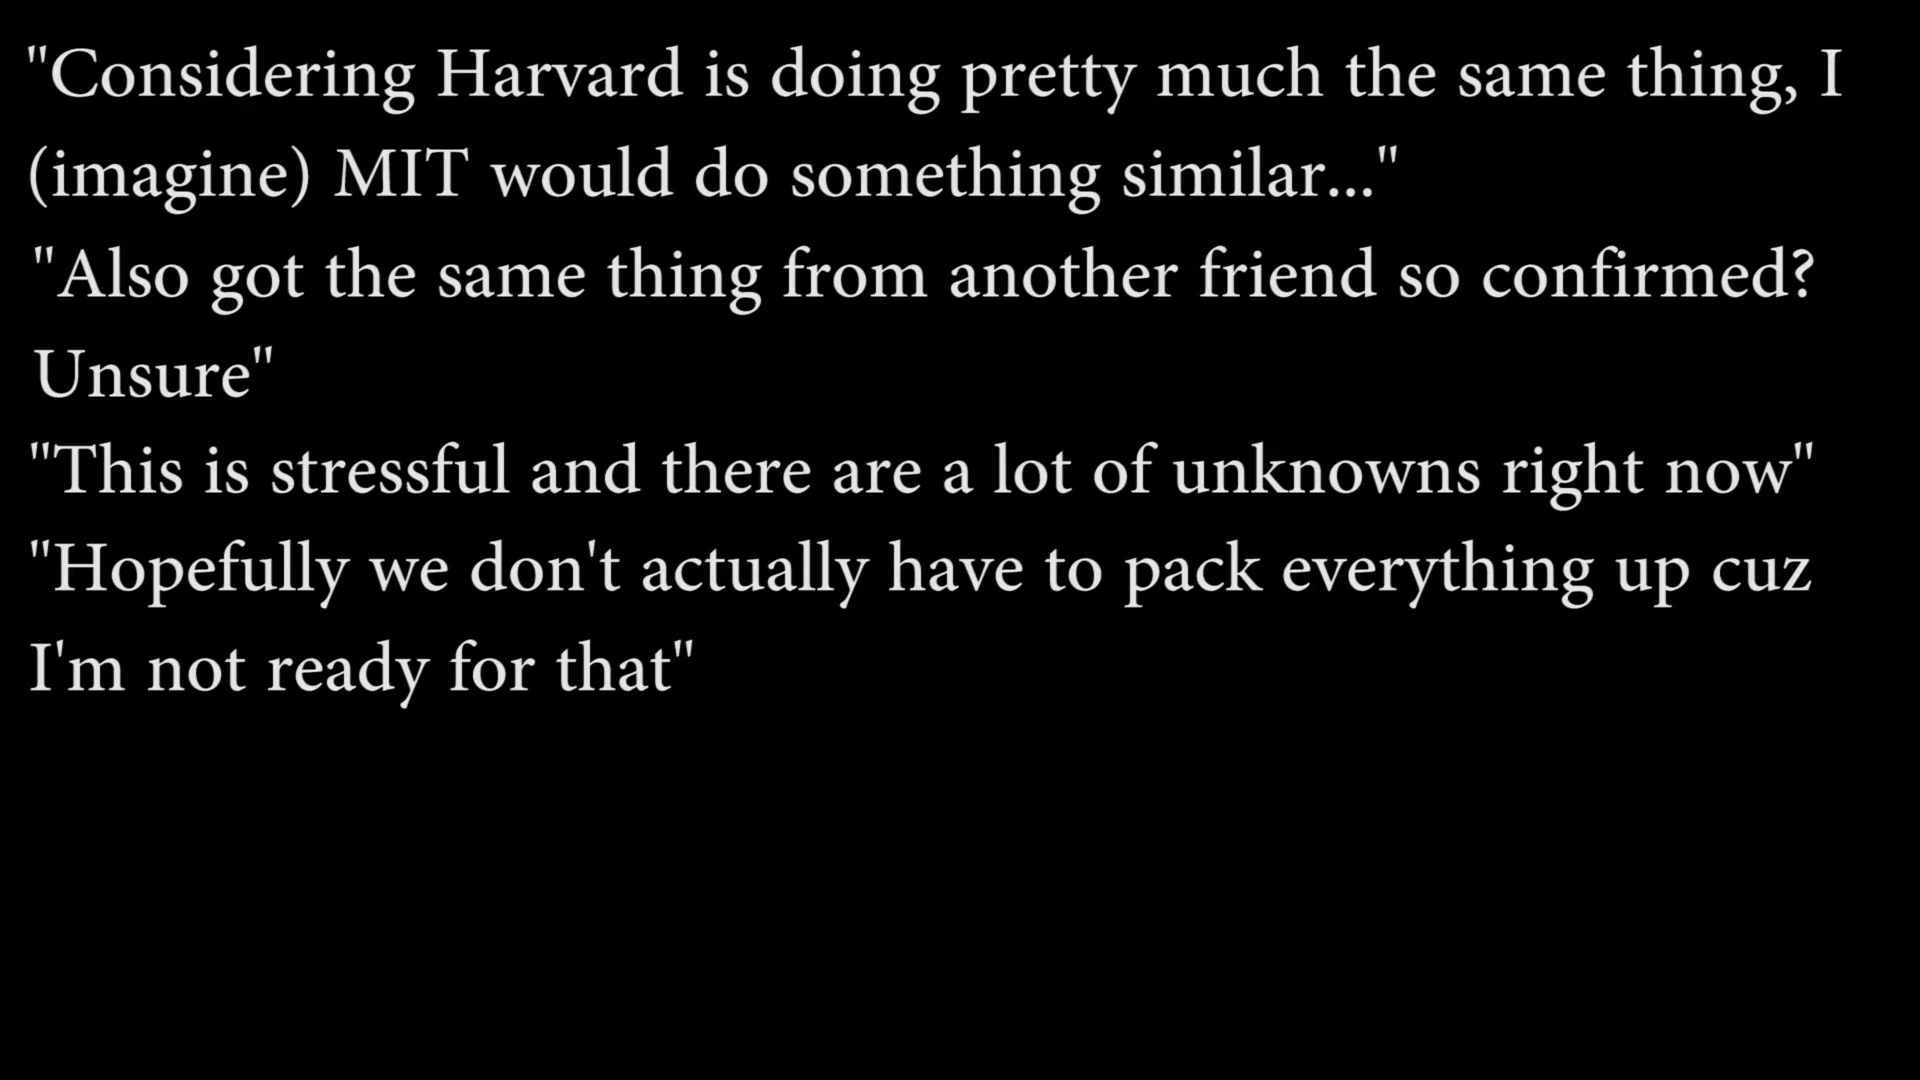 "Considering Harvard is doing pretty much the same thing, I
(imagine) MIT would do something similar..."
"Also got the same thing from another friend so confirmed?
Unsure"
"This is stressful and there are a lot of unknowns right now"
"Hopefully we don't actually have to pack everything up cuz
I'm not ready for that"